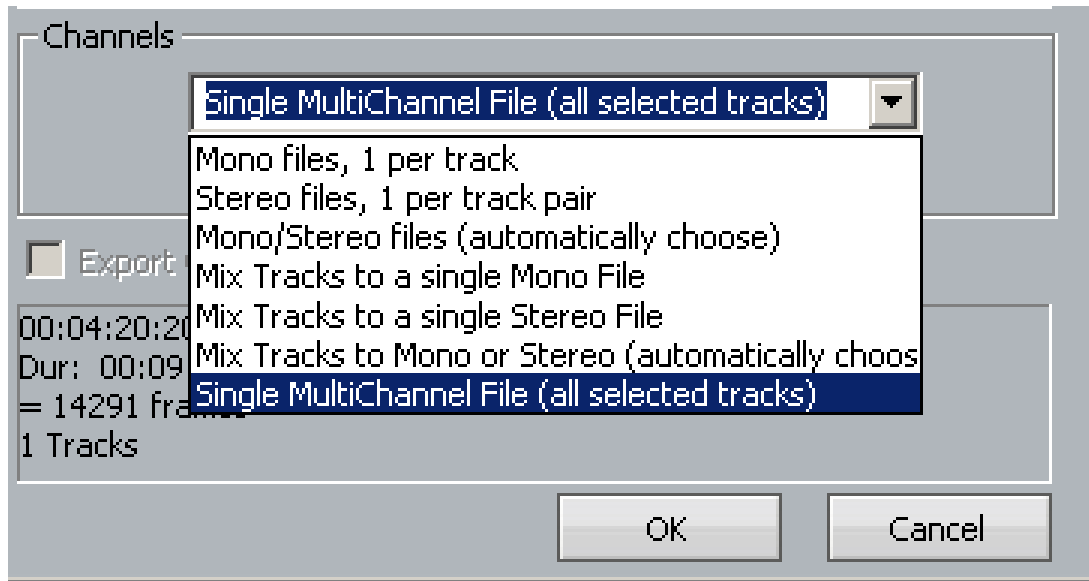 Channels
Single MultiChannel File (all selected tracks)
Mono files, 1 per track
Stereo files, 1 per track pair
Mono/Stereo files (automatically choose)
Mix Tracks to a single Mono File
Mix Tracks to a single Stereo File
Mix Tracks to Mono or Stereo (automatically choos
Single MultiChannel File (all selected tracks)
Export
00:04:20:20
Dur: 00:09
= 14291 frames
1 Tracks
OK
Cancel